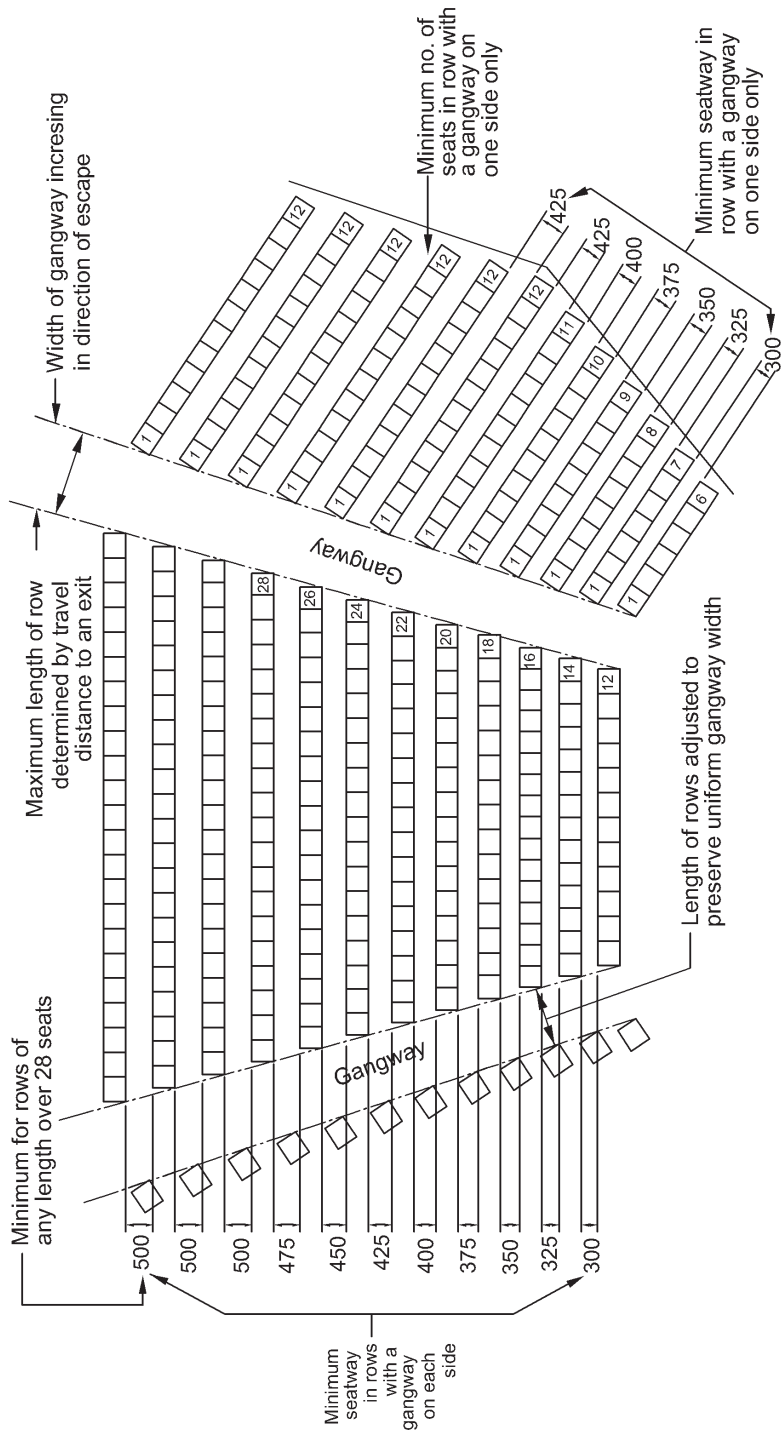 Minimum for rows of
any length over 28 seats
Maximum length of row
determined by travel
distance to an exit
Width of gangway incresing
in direction of escape
Minimum no. of
seats in row with
a gangway on
one side only
Minimum seatway in
row with a gangway
on one side only
Length of rows adjusted to
preserve uniform gangway width
Minimum
seatway
in rows
with a
gangway
on each
side
Gangway
Gangway
500
500
500
475
450
425
400
375
350
325
300
28
26
24
22
20
18
16
14
12
1 12
1 12
1 12
1 12
1 12
1 12
1 11
1 10
1 9
1 8
1 7
1 6
425
425
400
375
350
325
300